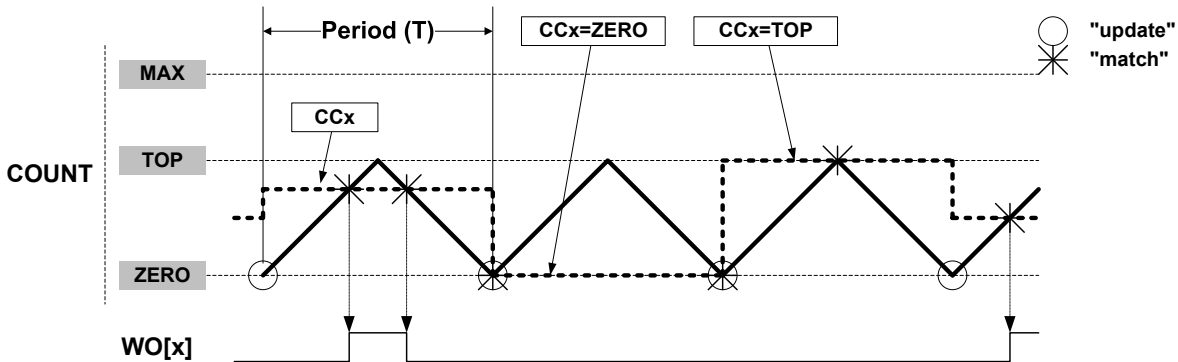 Period (T)
CCx=ZERO
CCx=TOP
"update"
"match"
MAX
CCx
TOP
COUNT
ZERO
WO[x]